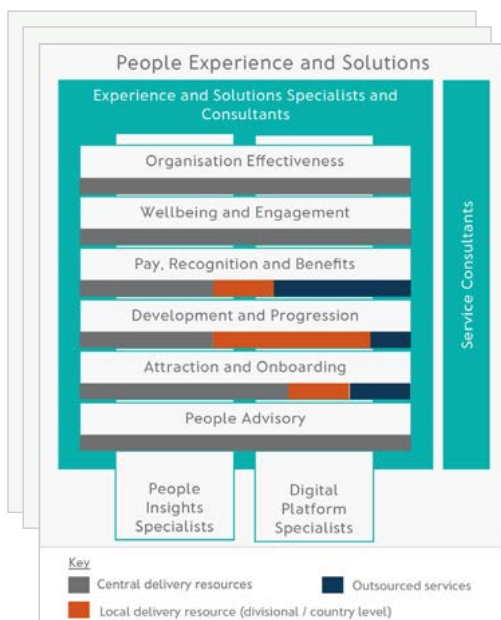 People Experience and Solutions
Experience and Solutions Specialists and
Consultants
Organisation Effectiveness
Wellbeing and Engagement
Pay, Recognition and Benefits
Development and Progression
Attraction and Onboarding
People Advisory
People
Insights
Specialists
Digital
Platform
Specialists
Service Consultants
Key
Central delivery resources
Outsourced services
Local delivery resource (divisional / country level)